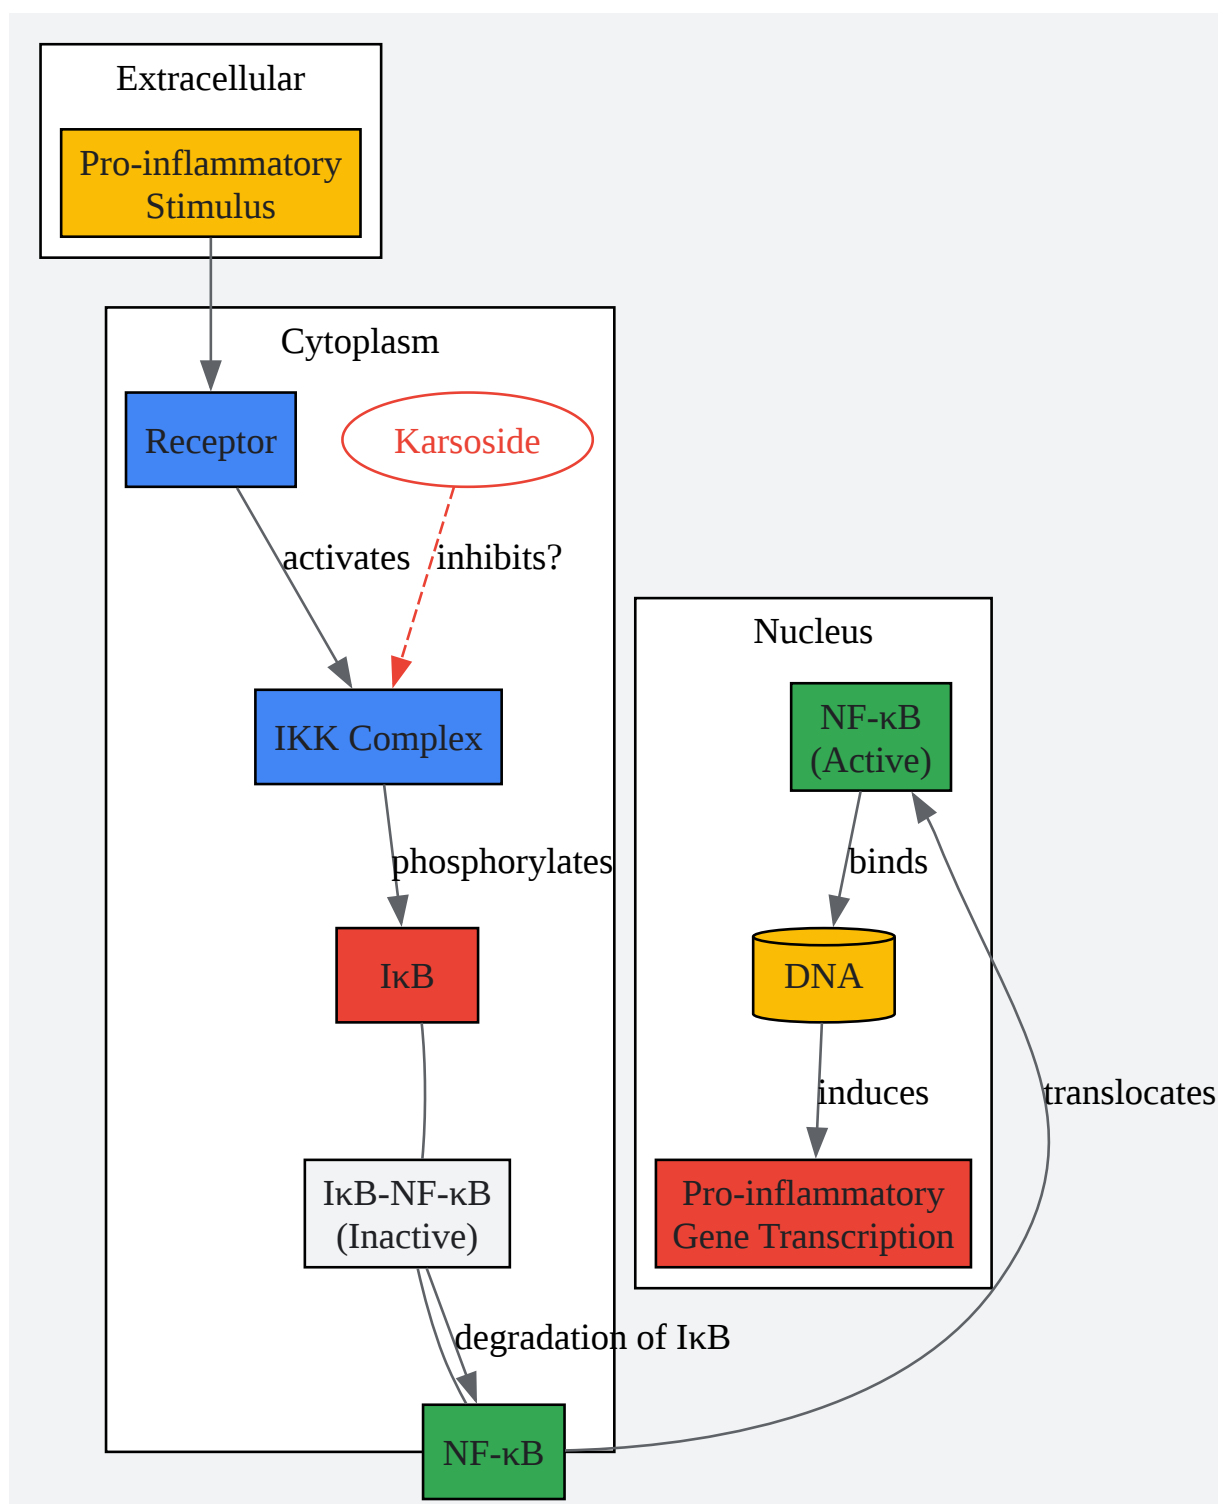 Extracellular
Pro-inflammatory
Stimulus
Cytoplasm
Receptor
Karsoside
activates
inhibits?
IKK Complex
phosphorylates
IκB
IκB-NF-κB
(Inactive)
degradation of IκB
NF-κB
Nucleus
NF-κB
(Active)
binds
DNA
induces
translocates
Pro-inflammatory
Gene Transcription